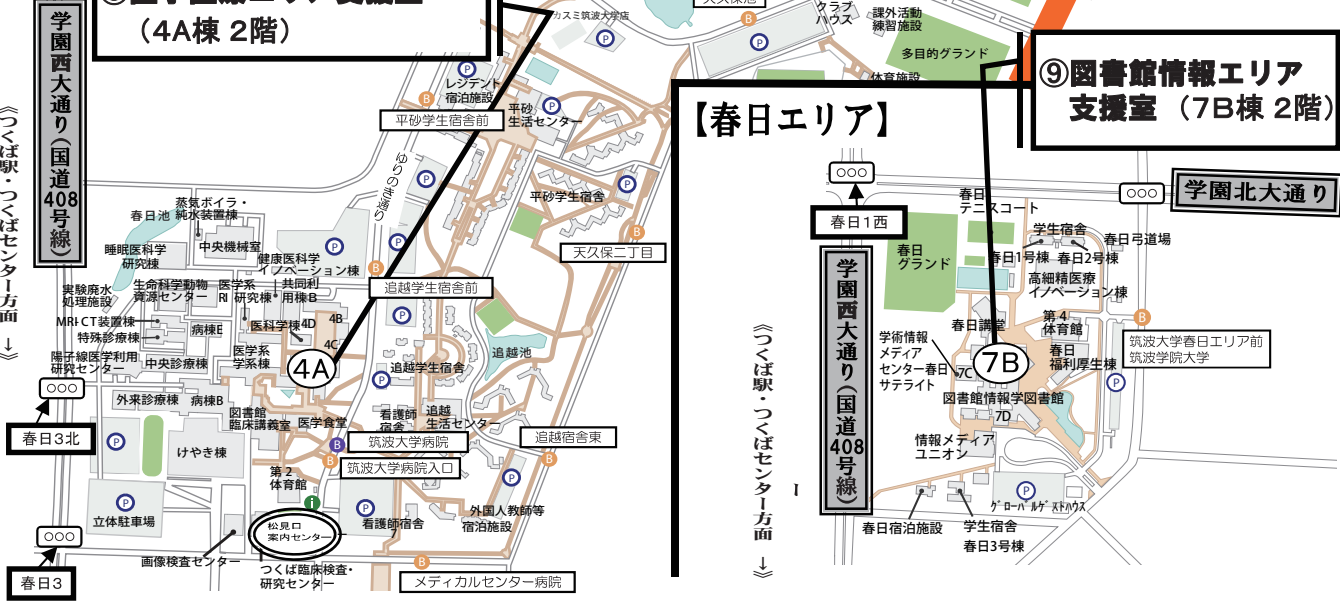 学園西大通り（国道408号線）
《つくば駅・つくばセンター方面 →》
（4A棟 2階）
カスミ筑波大学店
クラブ
ハウス
課外活動
練習施設
多目的グランド
体育施設
P
P
P
B
レジデント
宿泊施設
B
平砂学生宿舎前
平砂
生活センター
P
ゆりのき通り
P
平砂学生宿舎
P
B
天久保二丁目
春日池
蒸気ボイラ・
純水装置棟
中央機械室
睡眠医科学
研究棟
健康医科学
イノベーション棟
P
P
B
追越学生宿舎前
実験廃水
処理施設
生命科学動物
資源センター
医学系
RI
研究棟
共同利
用棟B
MRI-CT装置棟
特殊診療棟
病棟E
医科学棟
4D
4B
4C
4A
陽子線医学利用
研究センター
中央診療棟
医学系
学系棟
P
追越池
追越学生宿舎
P
春日3北
外来診療棟
病棟B
図書館
臨床講義室
医学食堂
看護師
宿舎
追越
生活センター
P
けやき棟
B
筑波大学病院
B
筑波大学病院入口
追越宿舎東
B
第2
体育館
P
立体駐車場
i
松見口
案内センター
P
看護師宿舎
7
P
外国人教師等
宿泊施設
春日3
画像検査センター
つくば臨床検査・
研究センター
B
メディカルセンター病院
⑨図書館情報エリア
支援室 （7B棟 2階）
【春日エリア】
春日1西
学園北大通り
学園西大通り（国道408号線）
《つくば駅・つくばセンター方面 →》
春日
テニスコート
春日
グランド
学生宿舎
春日1号棟
春日2号棟
春日弓道場
高細精医療
イノベーション棟
春日講堂
第4
体育館
B
筑波大学春日エリア前
筑波学院大学
学術情報
メディア
センター春日
サテライト
7C
7B
春日
福利厚生棟
P
図書館情報学図書館
7D
情報メディア
ユニオン
P
グローバルゲストハウス
春日宿泊施設
学生宿舎
春日3号棟